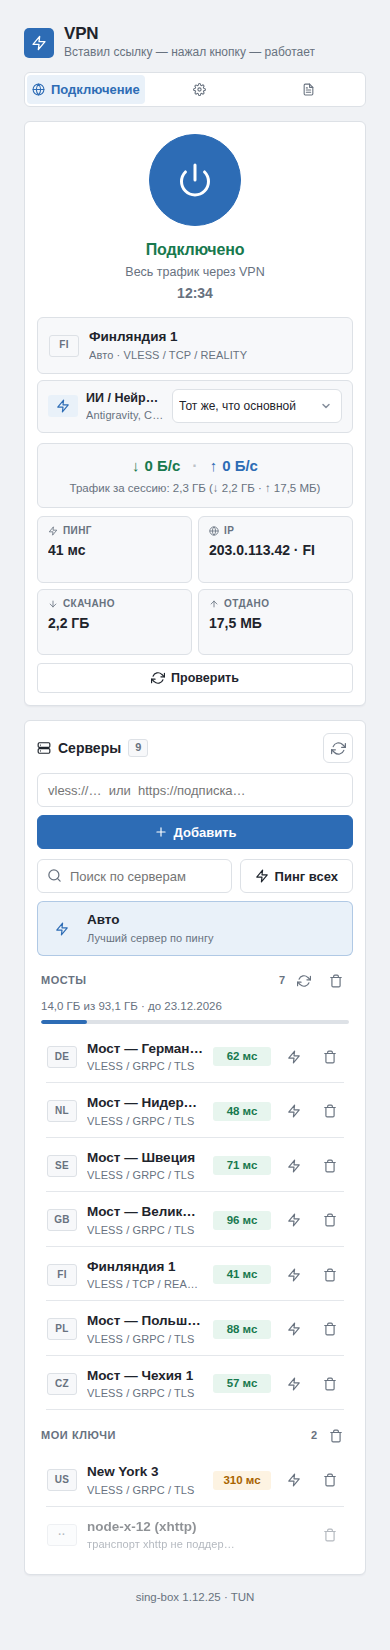 VPN
Вставил ссылку — нажал кнопку — работает
Подключение
Подключено
Весь трафик через VPN
12:34
FI
Финляндия 1
Авто · VLESS / TCP / REALITY
ИИ / Нейр…
Antigravity, C…
Тот же, что основной
↓ 0 Б/с · ↑ 0 Б/с
Трафик за сессию: 2,3 ГБ (↓ 2,2 ГБ · ↑ 17,5 МБ)
ПИНГ
41 мс
IP
203.0.113.42 · FI
СКАЧАНО
2,2 ГБ
ОТДАНО
17,5 МБ
Проверить
Серверы 9
vless://… или https://подписка…
Добавить
Поиск по серверам
Пинг всех
Авто
Лучший сервер по пингу
МОСТЫ 7
14,0 ГБ из 93,1 ГБ · до 23.12.2026
DE
Мост — Герман…
VLESS / GRPC / TLS
62 мс
NL
Мост — Нидер…
VLESS / GRPC / TLS
48 мс
SE
Мост — Швеция
VLESS / GRPC / TLS
71 мс
GB
Мост — Велик…
VLESS / GRPC / TLS
96 мс
FI
Финляндия 1
VLESS / TCP / REA…
41 мс
PL
Мост — Польш…
VLESS / GRPC / TLS
88 мс
CZ
Мост — Чехия 1
VLESS / GRPC / TLS
57 мс
МОИ КЛЮЧИ 2
US
New York 3
VLESS / GRPC / TLS
310 мс
··
node-x-12 (xhttp)
транспорт xhttp не поддер…
sing-box 1.12.25 · TUN